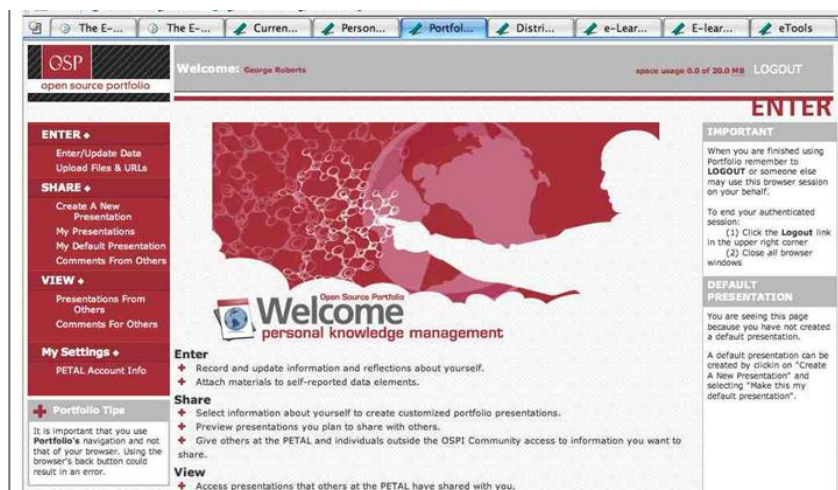 The E-...
The E-...
Curren...
Person...
Portfol...
Distri...
e-Lear...
E-lear...
eTools
OSP
open source portfolio
Welcome: George Roberts
space usage 0.0 of 20.0 MB LOGOUT
ENTER
ENTER
Enter/Update Data
Upload Files & URLs
SHARE
Create A New
Presentation
My Presentations
My Default Presentation
Comments From Others
VIEW
Presentations From
Others
Comments For Others
My Settings
PETAL Account Info
Portfolio Tips
It is important that you use
Portfolio's navigation and not
that of your browser. Using the
browser's back button could
result in an error.
Open Source Portfolio
Welcome
personal knowledge management
Enter
Record and update information and reflections about yourself.
Attach materials to self-reported data elements.
Share
Select information about yourself to create customized portfolio presentations.
Preview presentations you plan to share with others.
Give others at the PETAL and individuals outside the OSPI Community access to information you want to
share.
View
Access presentations that others at the PETAL have shared with you.
IMPORTANT
When you are finished using
Portfolio remember to
LOGOUT or someone else
may use this browser session
on your behalf.
To end your authenticated
session:
(1) Click the Logout link
in the upper right corner
(2) Close all browser
windows
DEFAULT
PRESENTATION
You are seeing this page
because you have not created
a default presentation.
A default presentation can be
created by clickin on "Create
A New Presentation" and
selecting "Make this my
default presentation".